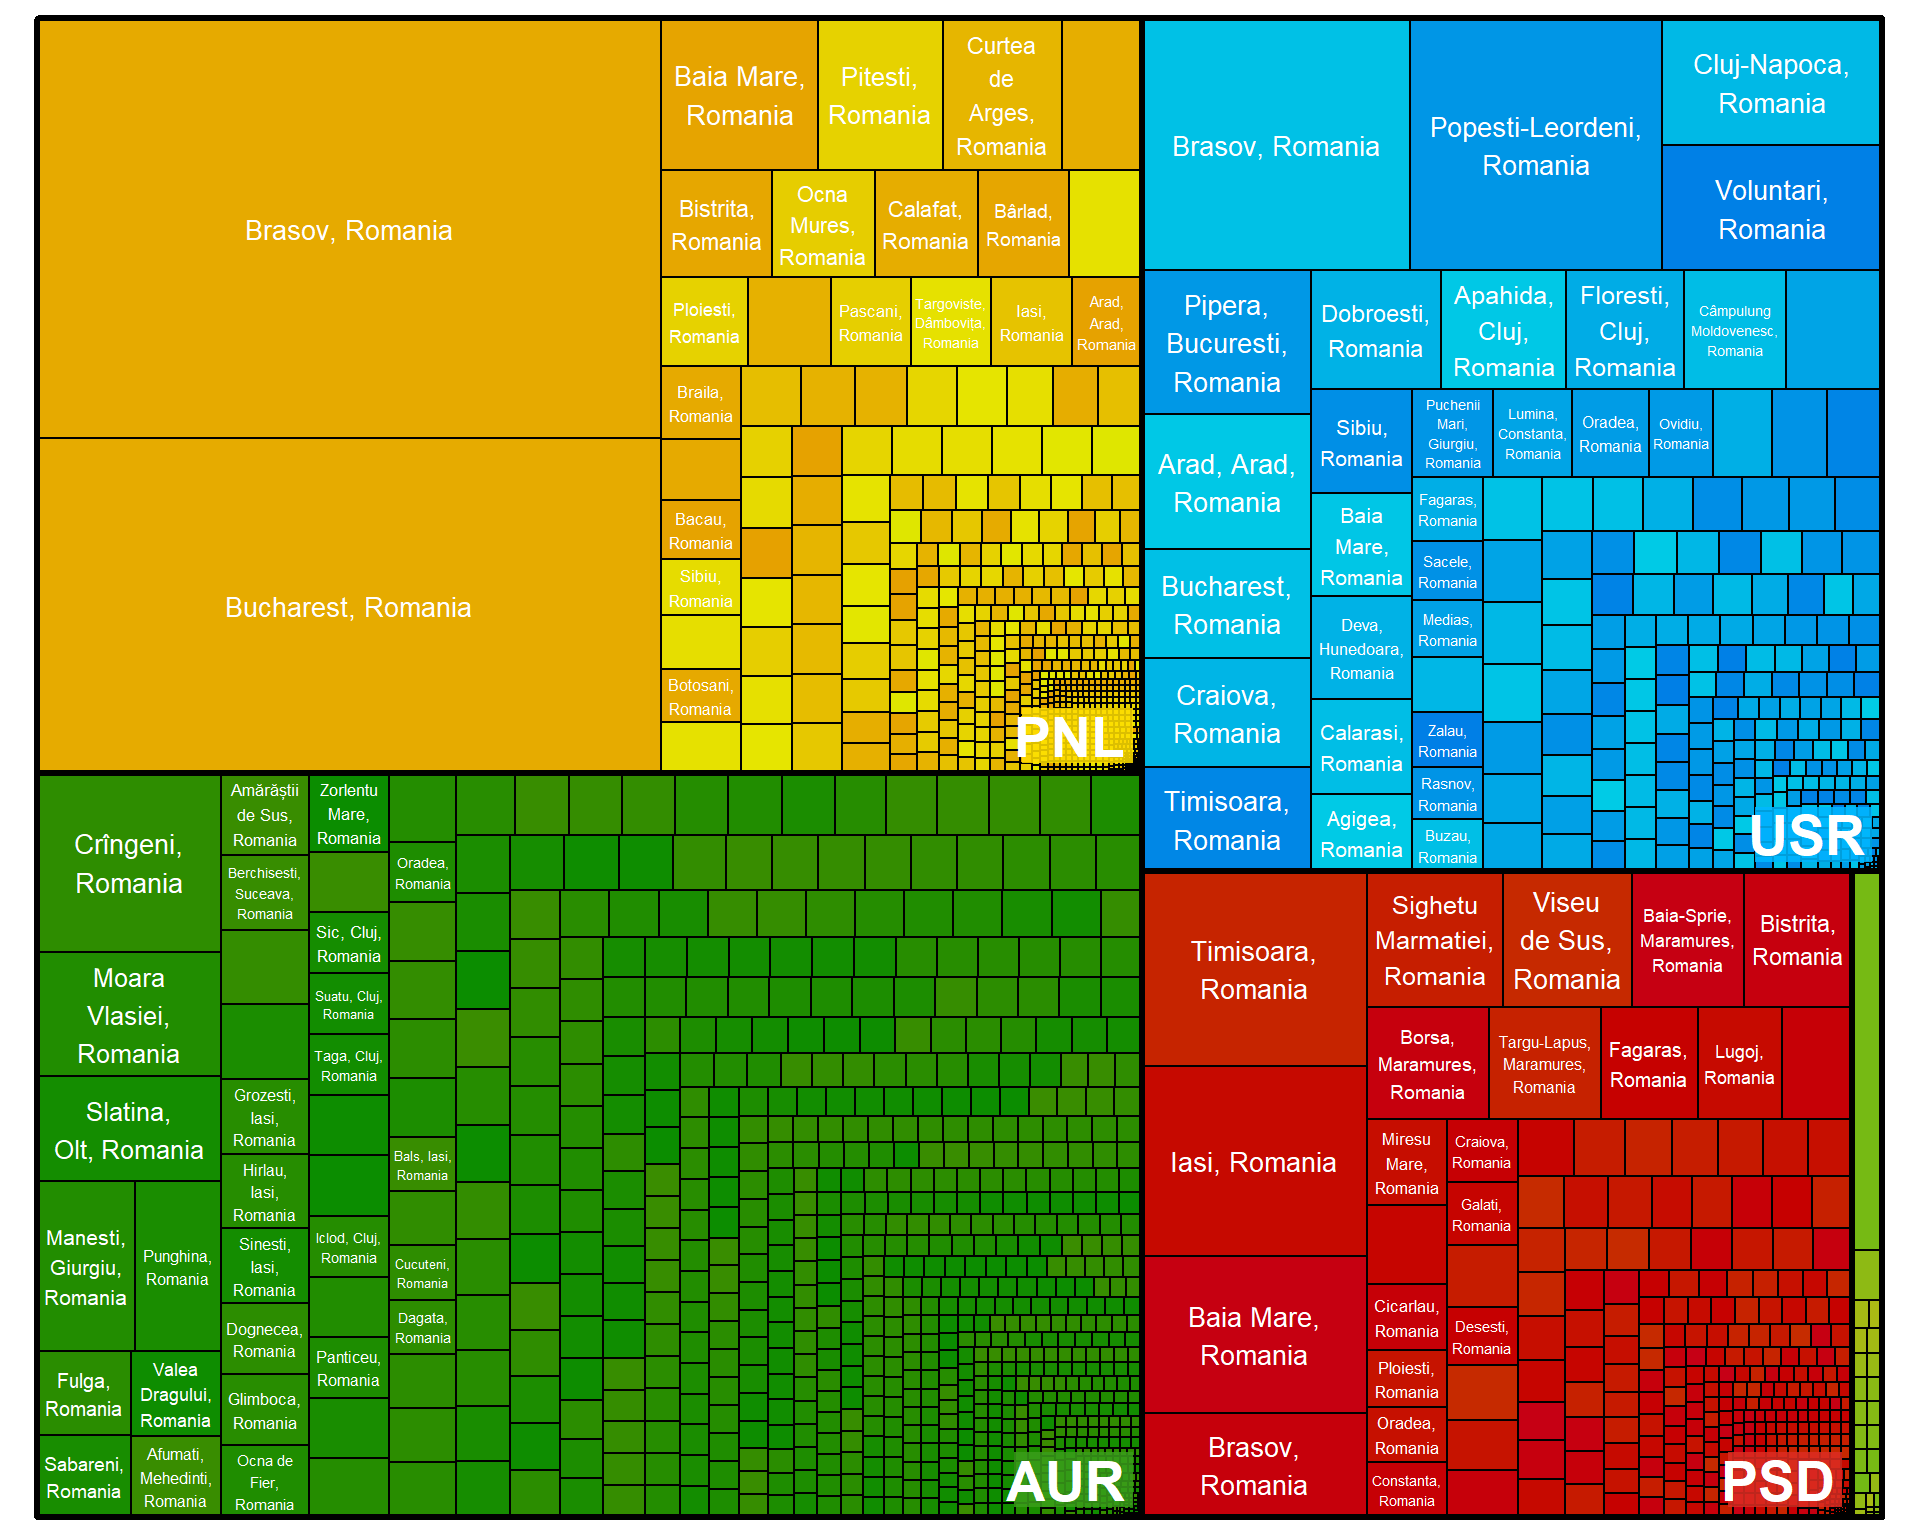 Brasov, Romania
Bucharest, Romania
Baia Mare,
Romania
Pitesti,
Romania
Curtea
de
Arges,
Romania
Bistrita,
Romania
Ocna
Mures,
Romania
Calafat,
Romania
Bârlad,
Romania
Ploiesti,
Romania
Pascani,
Romania
Targoviste,
Dâmbovița,
Romania
Iasi,
Romania
Arad,
Arad,
Romania
Braila,
Romania
Bacau,
Romania
Sibiu,
Romania
Botosani,
Romania
PNL
Brasov, Romania
Popesti-Leordeni,
Romania
Cluj-Napoca,
Romania
Voluntari,
Romania
Pipera,
Bucuresti,
Romania
Arad, Arad,
Romania
Bucharest,
Romania
Craiova,
Romania
Timisoara,
Romania
Dobroesti,
Romania
Apahida,
Cluj,
Romania
Floresti,
Cluj,
Romania
Câmpulung
Moldovenesc,
Romania
Sibiu,
Romania
Baia
Mare,
Romania
Deva,
Hunedoara,
Romania
Calarasi,
Romania
Agigea,
Romania
Puchenii
Mari,
Giurgiu,
Romania
Lumina,
Constanta,
Romania
Oradea,
Romania
Ovidiu,
Romania
Fagaras,
Romania
Sacele,
Romania
Medias,
Romania
Zalau,
Romania
Rasnov,
Romania
Buzau,
Romania
USR
Crîngeni,
Romania
Moara
Vlasiei,
Romania
Slatina,
Olt, Romania
Manesti,
Giurgiu,
Romania
Punghina,
Romania
Fulga,
Romania
Valea
Dragului,
Romania
Sabareni,
Romania
Afumati,
Mehedinti,
Romania
Amărăștii
de Sus,
Romania
Berchisesti,
Suceava,
Romania
Grozesti,
Iasi,
Romania
Hirlau,
Iasi,
Romania
Sinesti,
Iasi,
Romania
Dognecea,
Romania
Glimboca,
Romania
Ocna de
Fier,
Romania
Zorlentu
Mare,
Romania
Sic, Cluj,
Romania
Suatu, Cluj,
Romania
Taga, Cluj,
Romania
Iclod, Cluj,
Romania
Panticeu,
Romania
Oradea,
Romania
Bals, Iasi,
Romania
Cucuteni,
Romania
Dagata,
Romania
AUR
Timisoara,
Romania
Iasi, Romania
Baia Mare,
Romania
Brasov,
Romania
Sighetu
Marmatiei,
Romania
Viseu
de Sus,
Romania
Baia-Sprie,
Maramures,
Romania
Bistrita,
Romania
Borsa,
Maramures,
Romania
Targu-Lapus,
Maramures,
Romania
Fagaras,
Romania
Lugoj,
Romania
Miresu
Mare,
Romania
Craiova,
Romania
Galati,
Romania
Cicarlau,
Romania
Desesti,
Romania
Ploiesti,
Romania
Oradea,
Romania
Constanta,
Romania
PSD